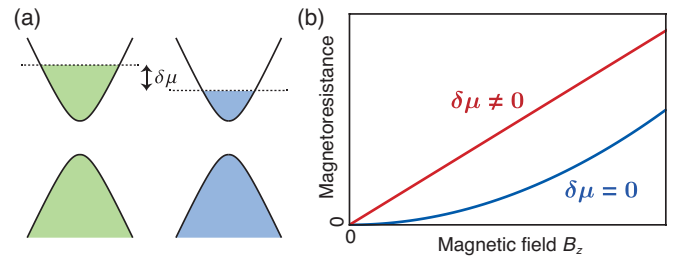 (a)
δμ
(b)
Magnetoresistance
δμ ≠ 0
δμ = 0
0
0
Magnetic field B_z